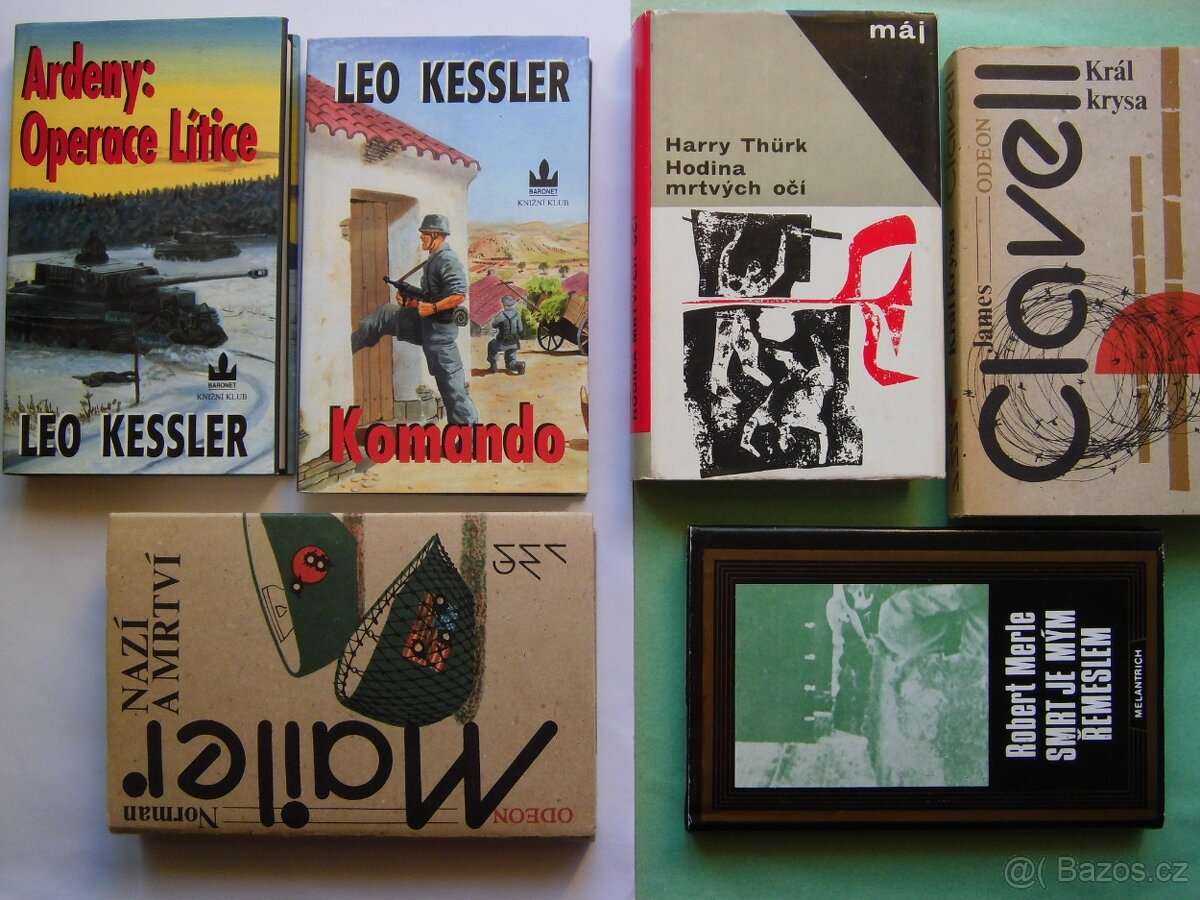 Ardeny:
Operace Lítice
BARONET
KNIŽNÍ KLUB
LEO KESSLER
LEO KESSLER
BARONET
KNIŽNÍ KLUB
Komando
máj
Harry Thürk
Hodina
mrtvých očí
James
ODEON
Clavell
Král
krysa
NAZÍ
A MRTVÍ
Norman
Mailer
ODEON
Robert Merle
SMRT JE MÝM
ŘEMESLEM
MELANTRICH
@( Bazos.cz